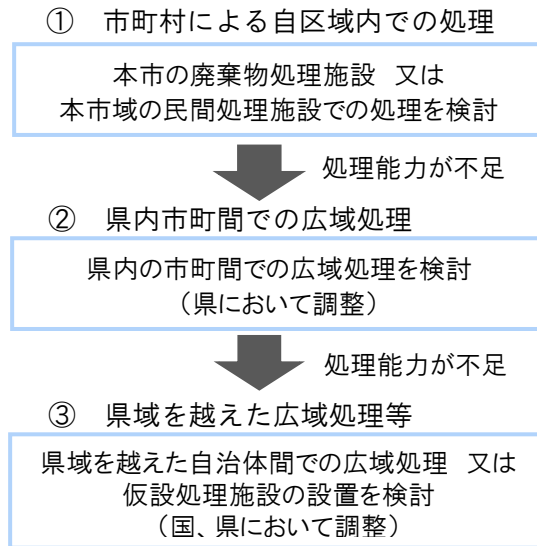 ① 市町村による自区域内での処理
本市の廃棄物処理施設 又は
本市域の民間処理施設での処理を検討
処理能力が不足
② 県内市町間での広域処理
県内の市町間での広域処理を検討
（県において調整）
処理能力が不足
③ 県域を越えた広域処理等
県域を越えた自治体間での広域処理 又は
仮設処理施設の設置を検討
（国、県において調整）